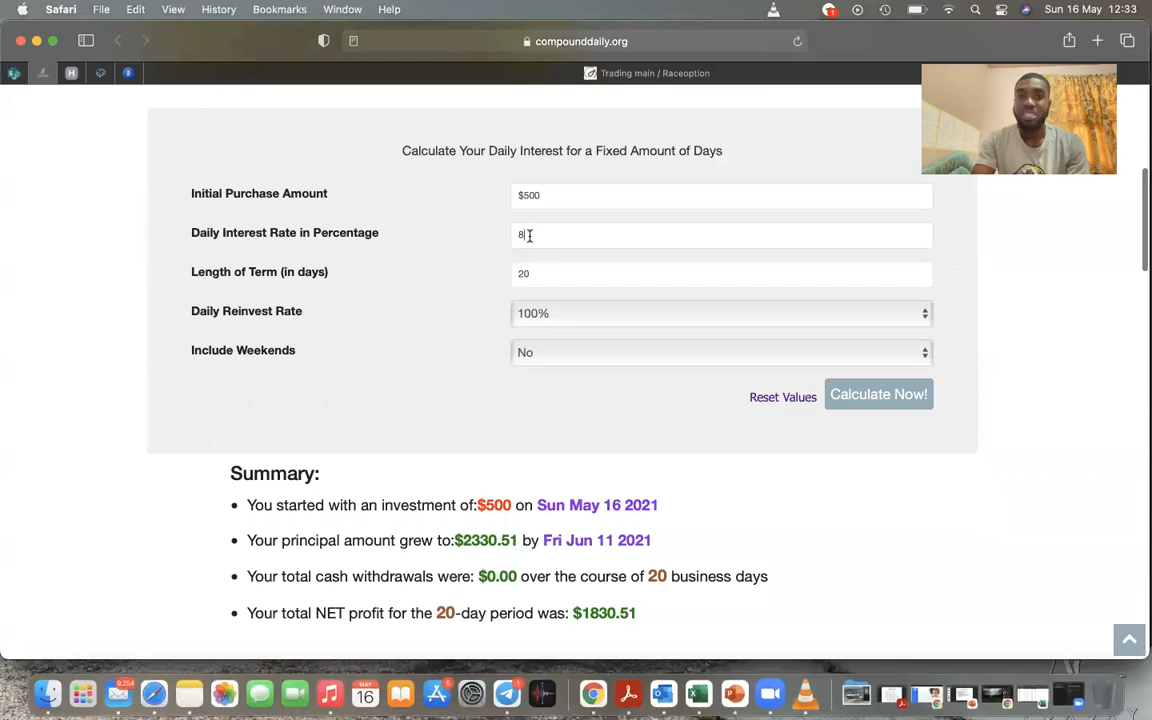 Safari File Edit View History Bookmarks Window Help Sun 16 May 12:33
compounddaily.org
Trading main / Raceoption
Calculate Your Daily Interest for a Fixed Amount of Days
Initial Purchase Amount $500
Daily Interest Rate in Percentage 8
Length of Term (in days) 20
Daily Reinvest Rate 100%
Include Weekends No
Reset Values Calculate Now!
Summary:
You started with an investment of:$500 on Sun May 16 2021
Your principal amount grew to:$2330.51 by Fri Jun 11 2021
Your total cash withdrawals were: $0.00 over the course of 20 business days
Your total NET profit for the 20-day period was: $1830.51
9,254
MAY
16